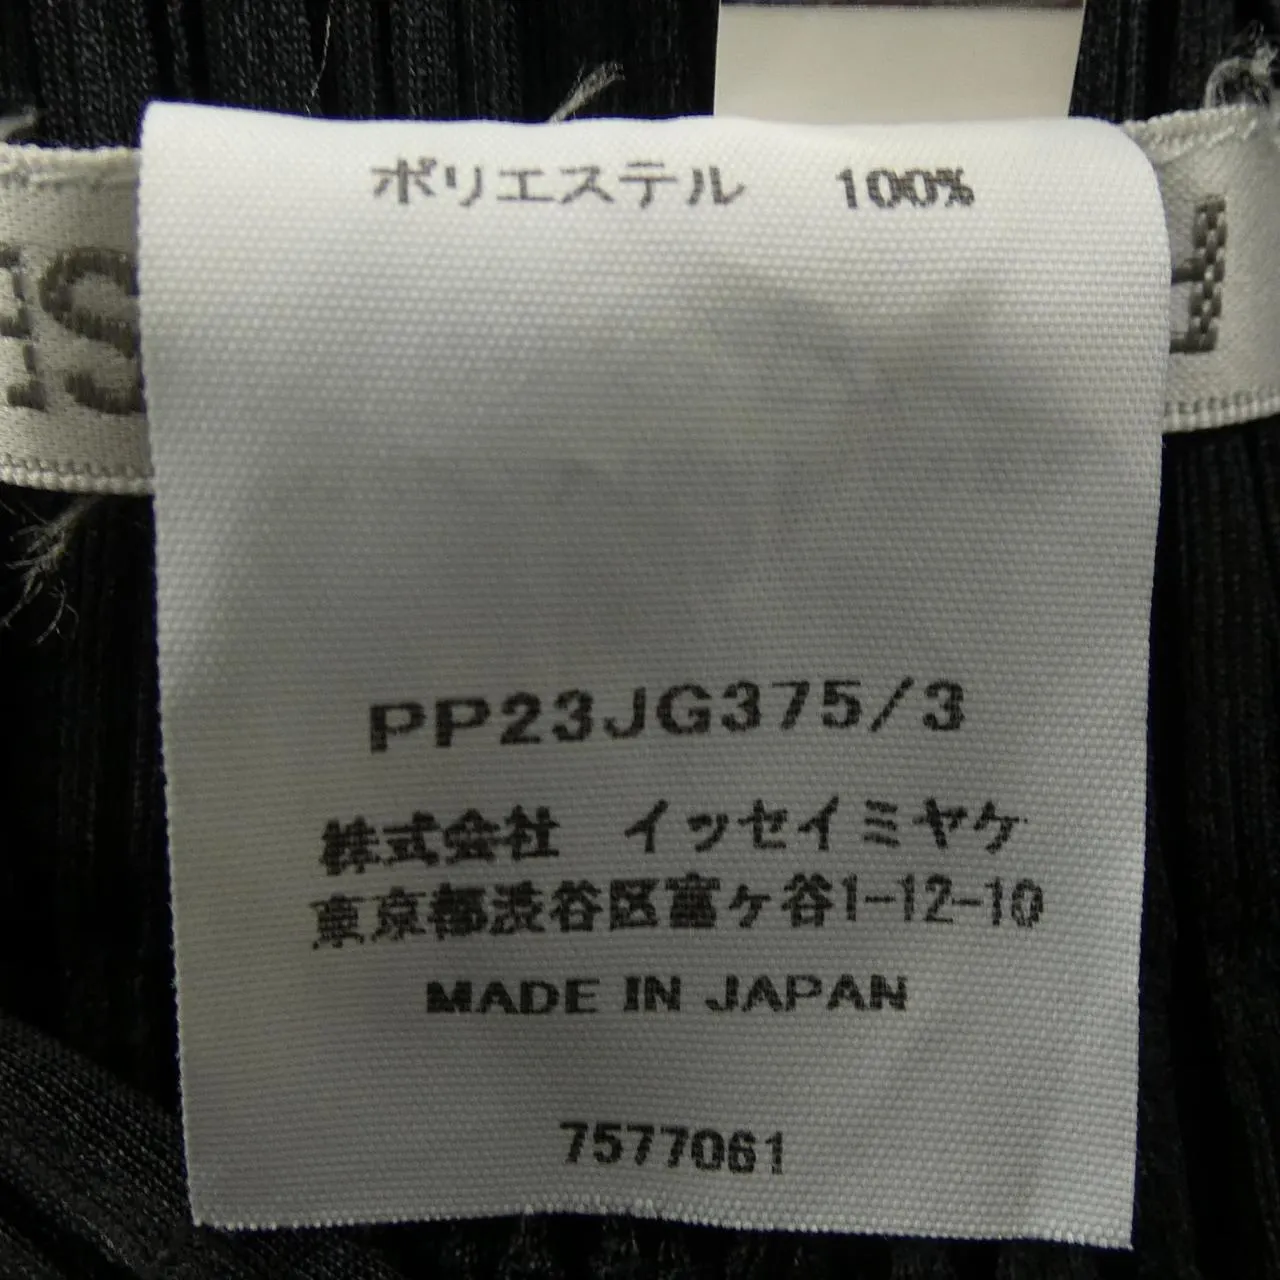 ポリエステル 100%
PP23JG375/3
株式会社 イッセイミヤケ
東京都渋谷区富ヶ谷1-12-10
MADE IN JAPAN
7577061